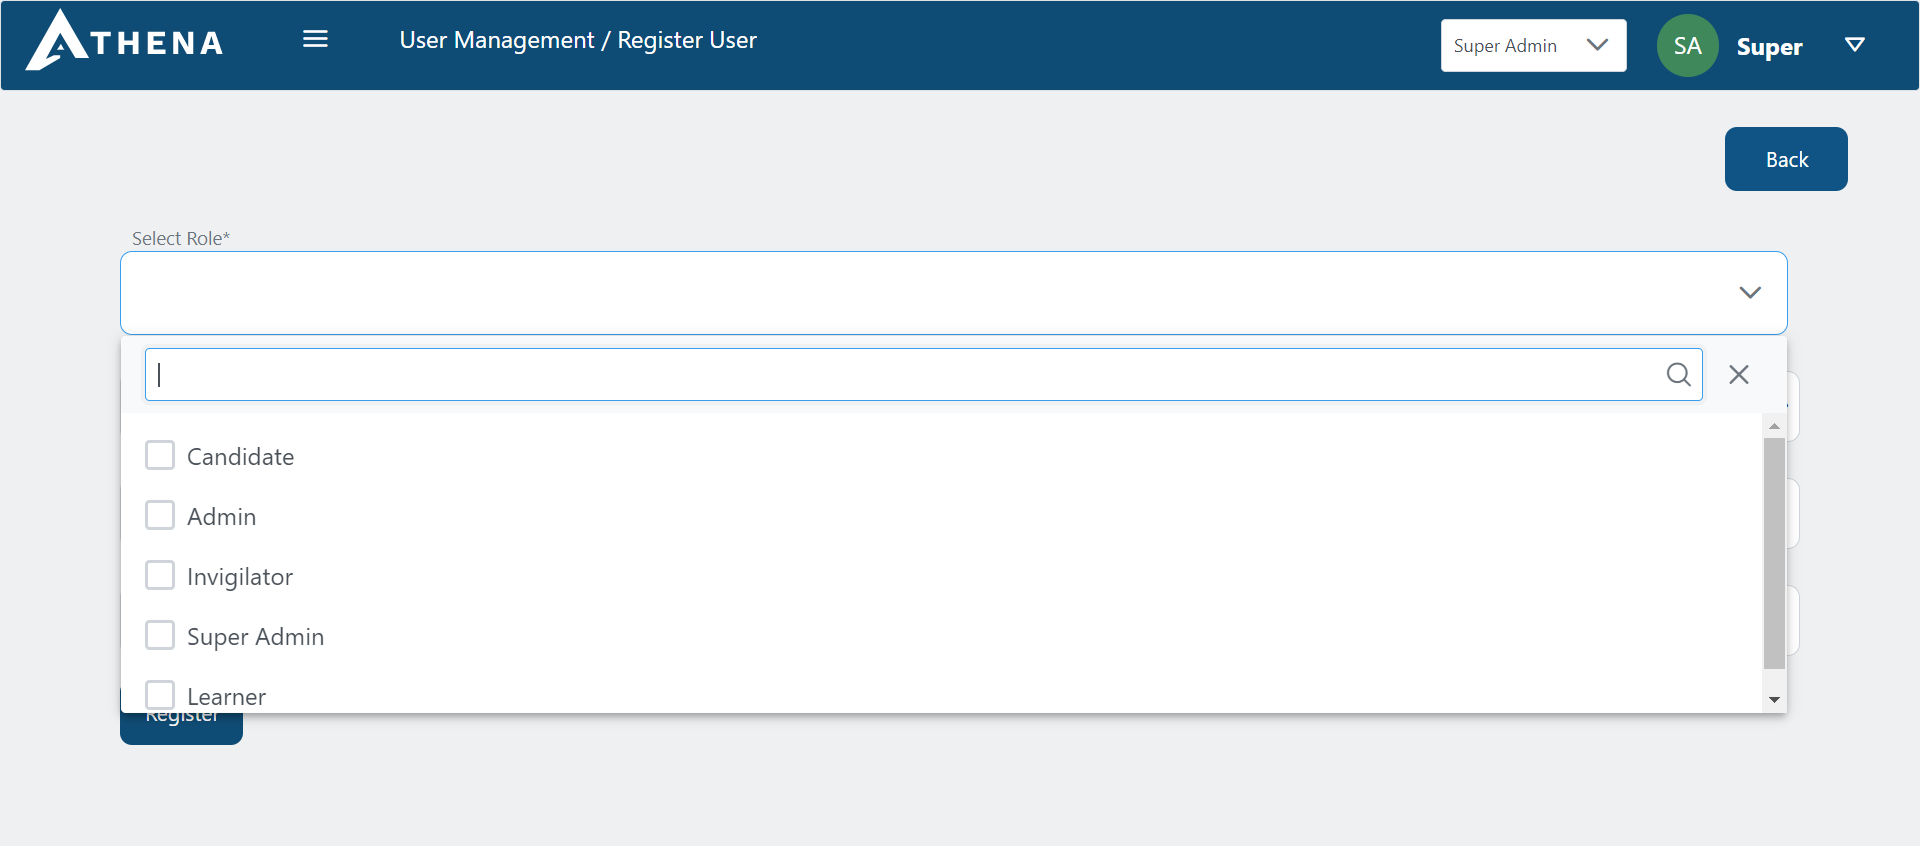 ATHENA
User Management / Register User
Super Admin
SA
Super
Back
Select Role*
Candidate
Admin
Invigilator
Super Admin
Learner
Register